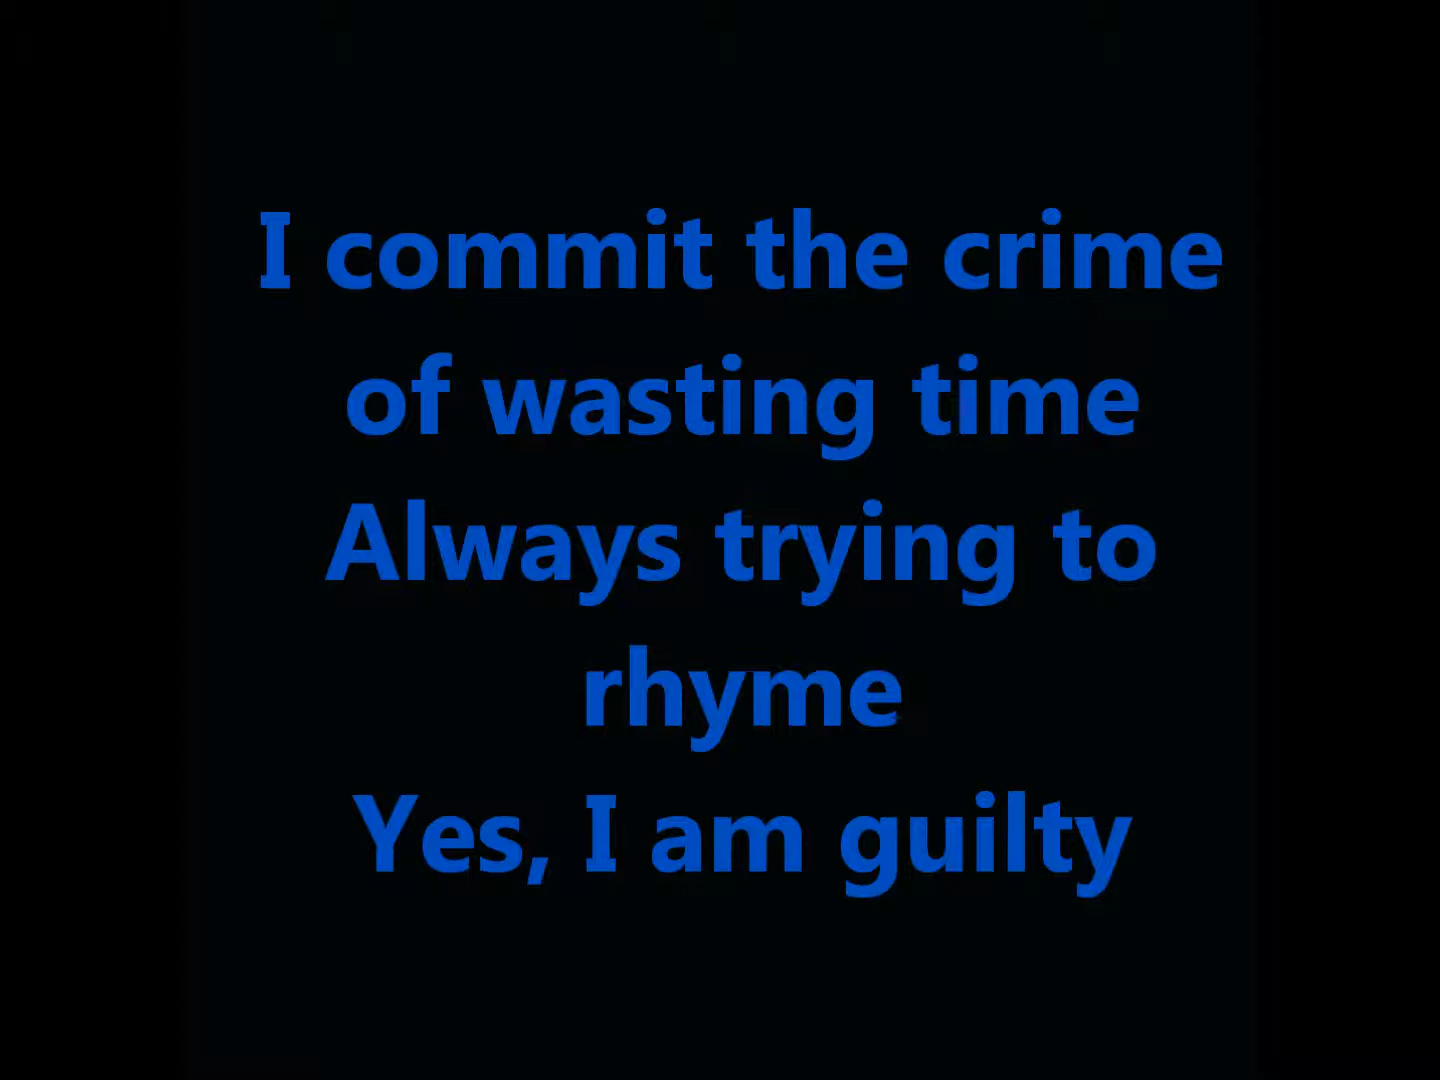 I commit the crime
of wasting time
Always trying to
rhyme
Yes, I am guilty